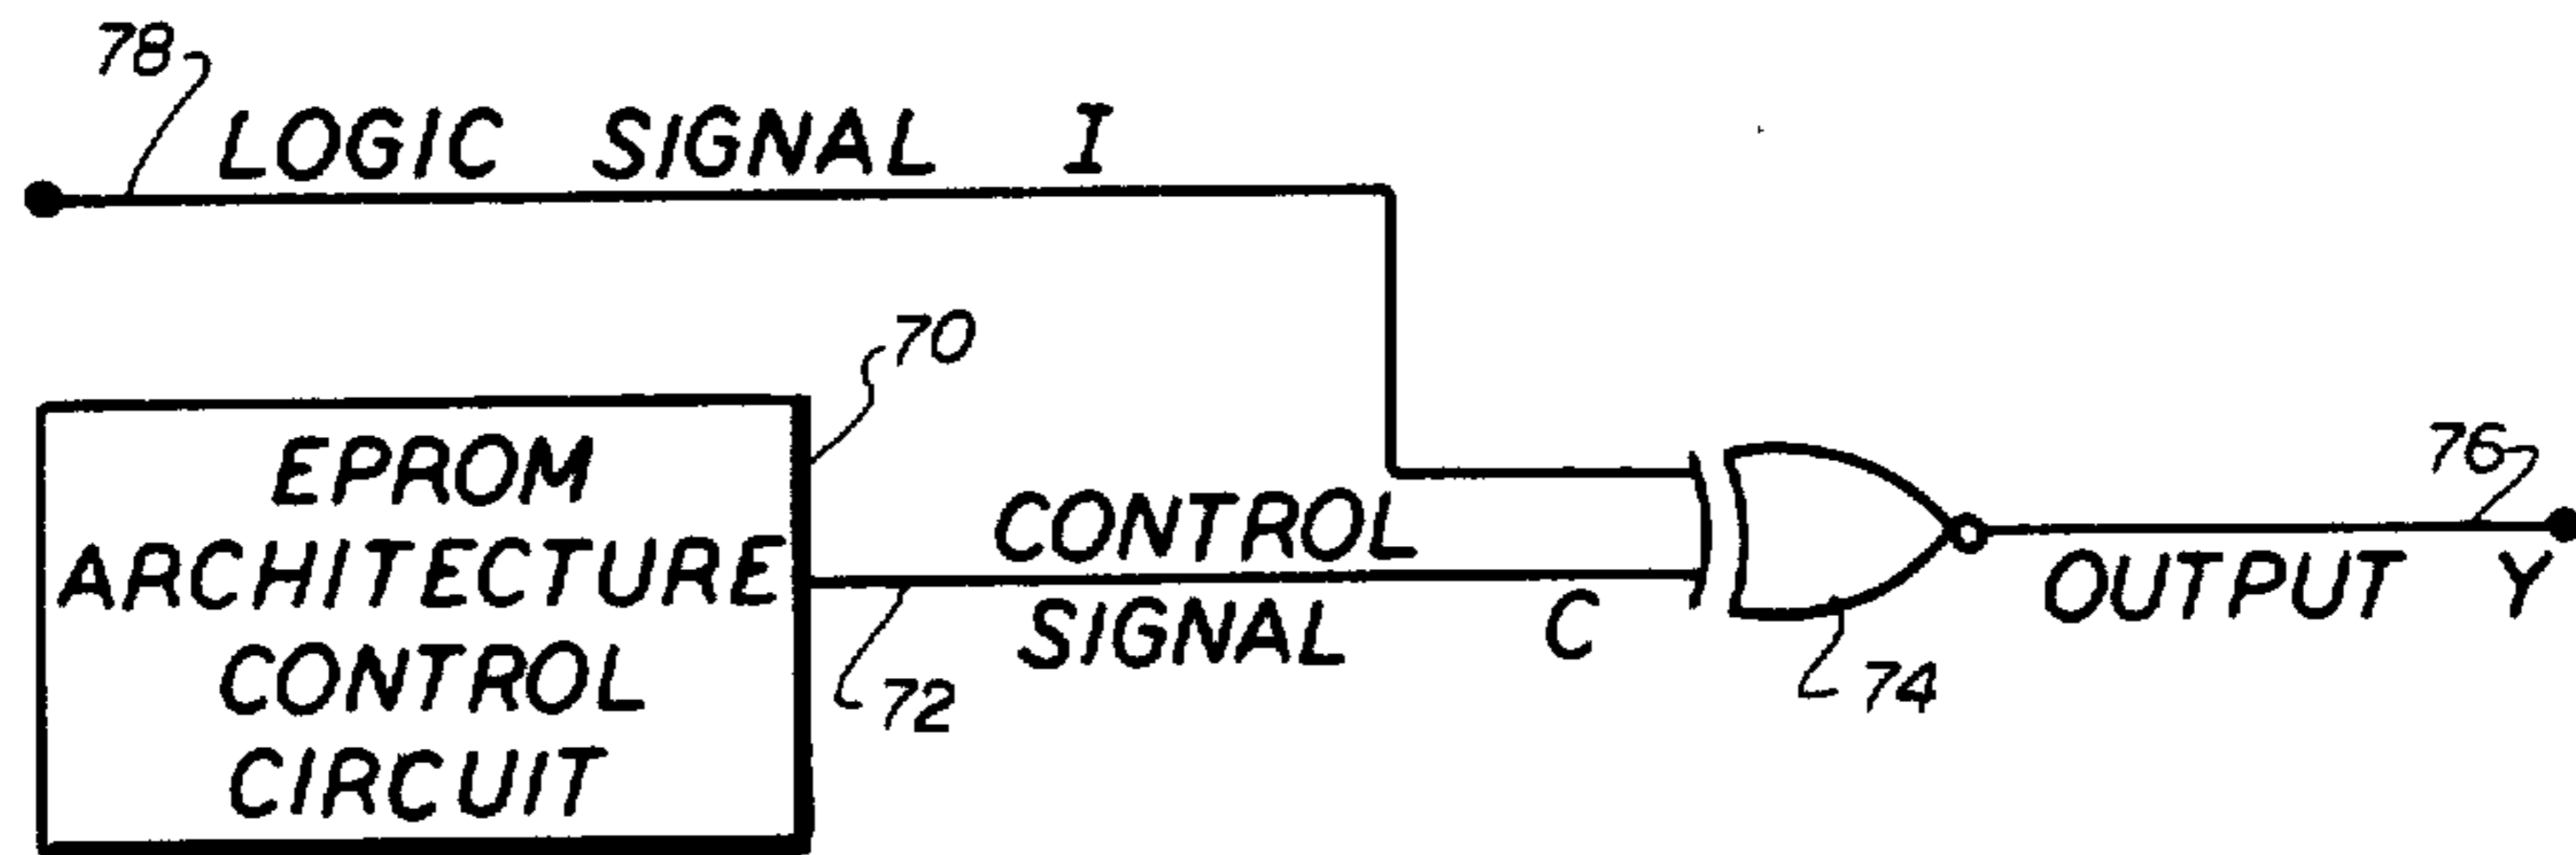 78
LOGIC SIGNAL I
70
EPROM
ARCHITECTURE
CONTROL
CIRCUIT
CONTROL
SIGNAL C
72
74
76
OUTPUT Y